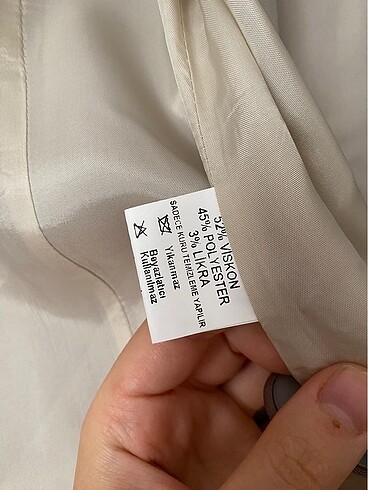 52% VISKON
45% POLYESTER
3% LİKRA
SADECE KURU TEMİZLEME YAPILIR
Yıkanmaz
Beyazlatıcı
Kullanılmaz